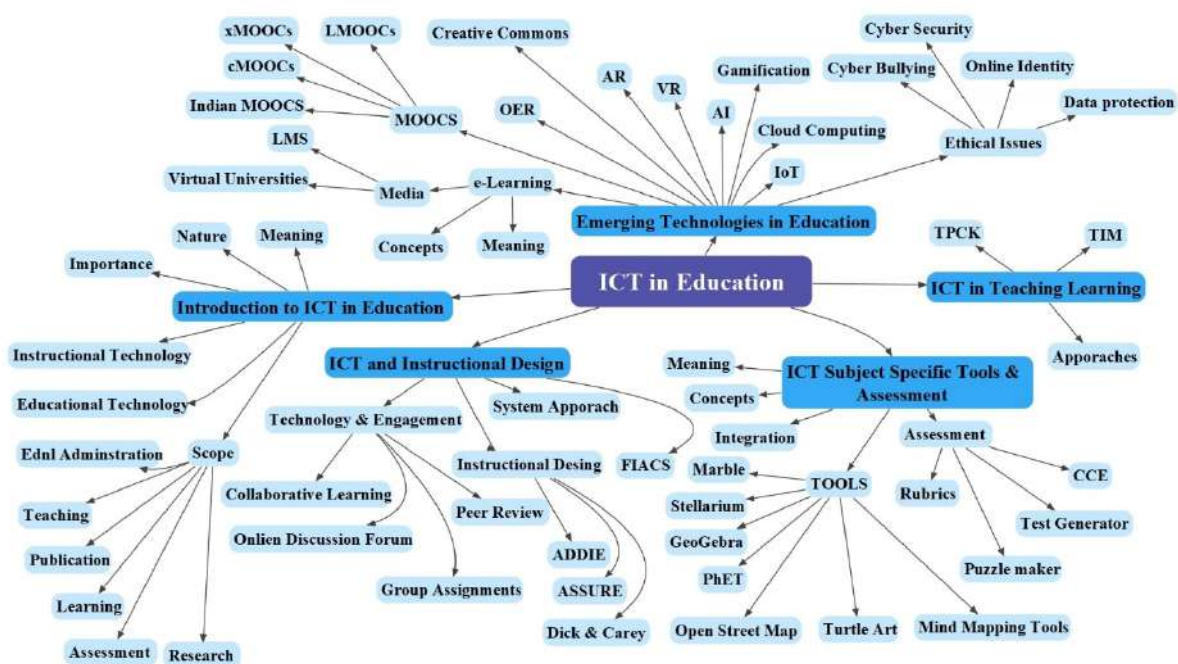 xMOOCs
LMOOCs
Creative Commons
Cyber Security
cMOOCs
AR
VR
Gamification
Cyber Bullying
Online Identity
Indian MOOCS
MOOCS
OER
AI
Data protection
LMS
Cloud Computing
Ethical Issues
Virtual Universities
Media
e-Learning
IoT
Concepts
Meaning
Emerging Technologies in Education
Nature
Meaning
Importance
TPCK
TIM
ICT in Education
Introduction to ICT in Education
ICT in Teaching Learning
Instructional Technology
Educational Technology
Apporaches
ICT and Instructional Design
Meaning
Concepts
Integration
ICT Subject Specific Tools &
Assessment
Technology & Engagement
System Apporach
Scope
Ednl Adminstration
Teaching
Publication
Learning
Assessment
Research
Collaborative Learning
Onlien Discussion Forum
Group Assignments
Peer Review
Instructional Desing
FIACS
ADDIE
ASSURE
Dick & Carey
TOOLS
Marble
Stellarium
GeoGebra
PhET
Open Street Map
Turtle Art
Mind Mapping Tools
Assessment
Rubrics
CCE
Test Generator
Puzzle maker